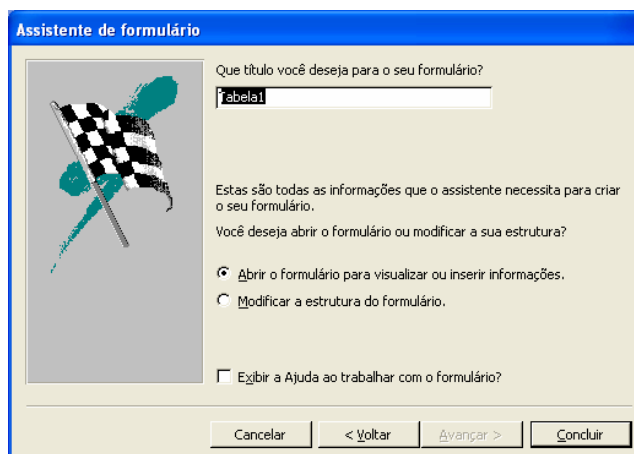 Assistente de formulário
Que título você deseja para o seu formulário?
Tabela1
Estas são todas as informações que o assistente necessita para criar
o seu formulário.
Você deseja abrir o formulário ou modificar a sua estrutura?
Abrir o formulário para visualizar ou inserir informações.
Modificar a estrutura do formulário.
Exibir a Ajuda ao trabalhar com o formulário?
Cancelar
< Voltar
Avançar >
Concluir